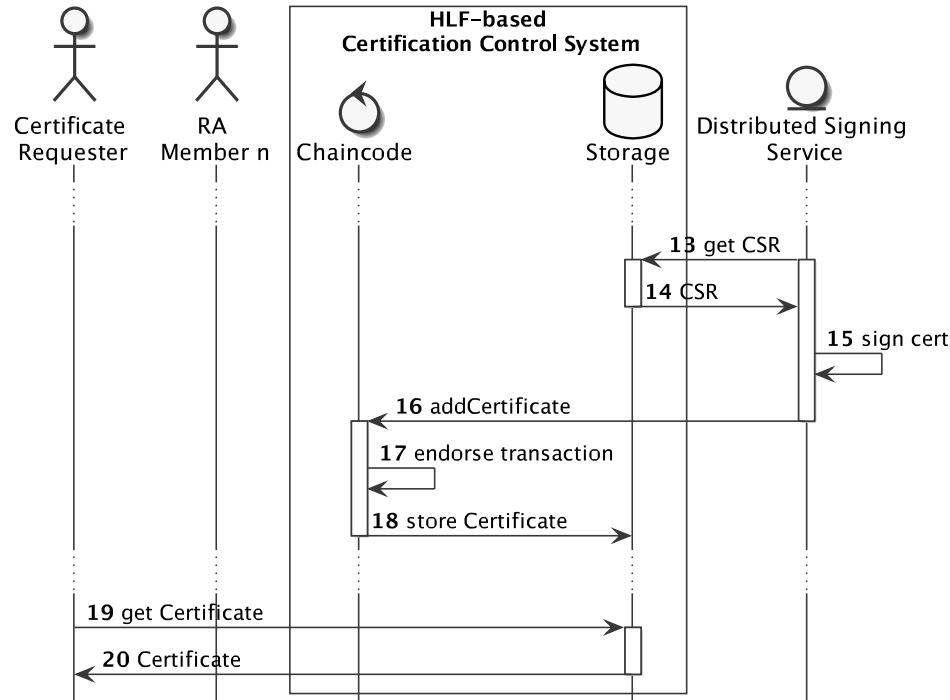 HLF-based
Certification Control System
Certificate
Requester
RA
Member n
Chaincode
Storage
Distributed Signing
Service
13 get CSR
14 CSR
15 sign cert
16 addCertificate
17 endorse transaction
18 store Certificate
19 get Certificate
20 Certificate